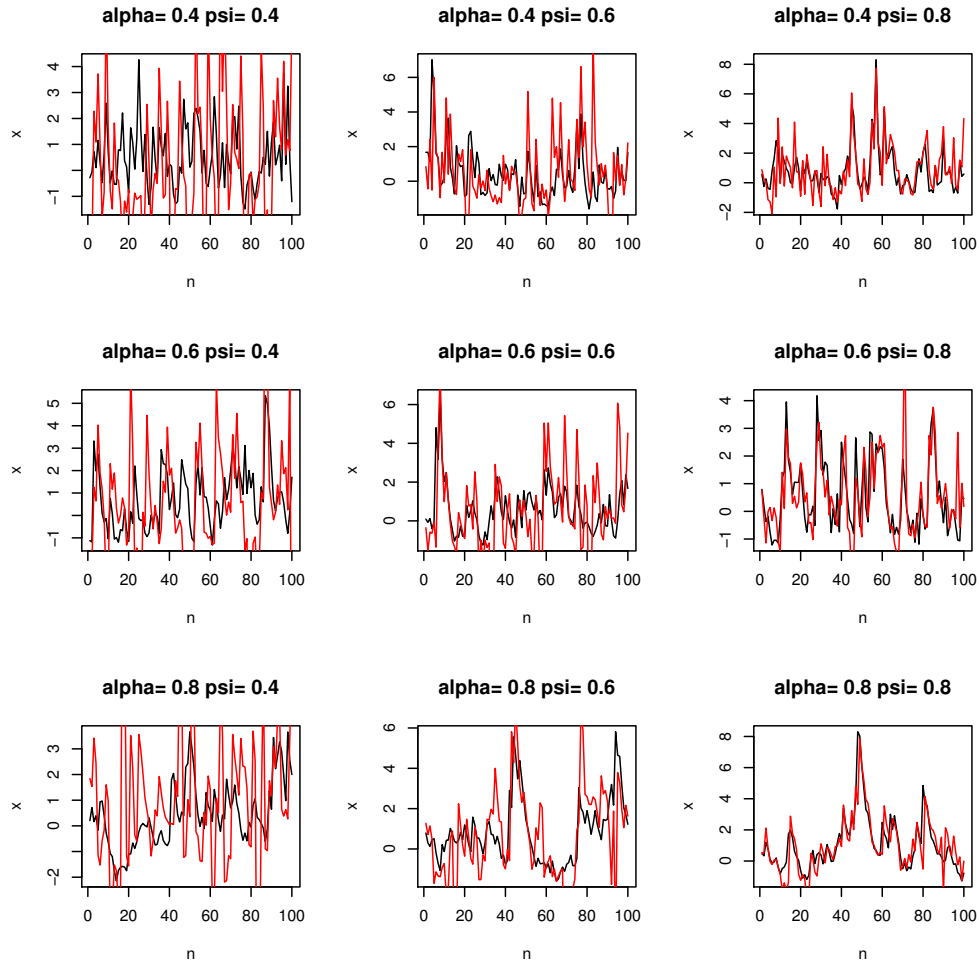 alpha= 0.4 psi= 0.4
x
4
3
2
1
0
−1
0 20 40 60 80 100
n
alpha= 0.4 psi= 0.6
x
6
4
2
0
0 20 40 60 80 100
n
alpha= 0.4 psi= 0.8
x
8
6
4
2
0
−2
0 20 40 60 80 100
n
alpha= 0.6 psi= 0.4
x
5
3
2
1
−1
0 20 40 60 80 100
n
alpha= 0.6 psi= 0.6
x
6
4
2
0
0 20 40 60 80 100
n
alpha= 0.6 psi= 0.8
x
4
3
2
1
0
−1
0 20 40 60 80 100
n
alpha= 0.8 psi= 0.4
x
3
2
1
0
−2
0 20 40 60 80 100
n
alpha= 0.8 psi= 0.6
x
6
4
2
0
0 20 40 60 80 100
n
alpha= 0.8 psi= 0.8
x
8
6
4
2
0
0 20 40 60 80 100
n